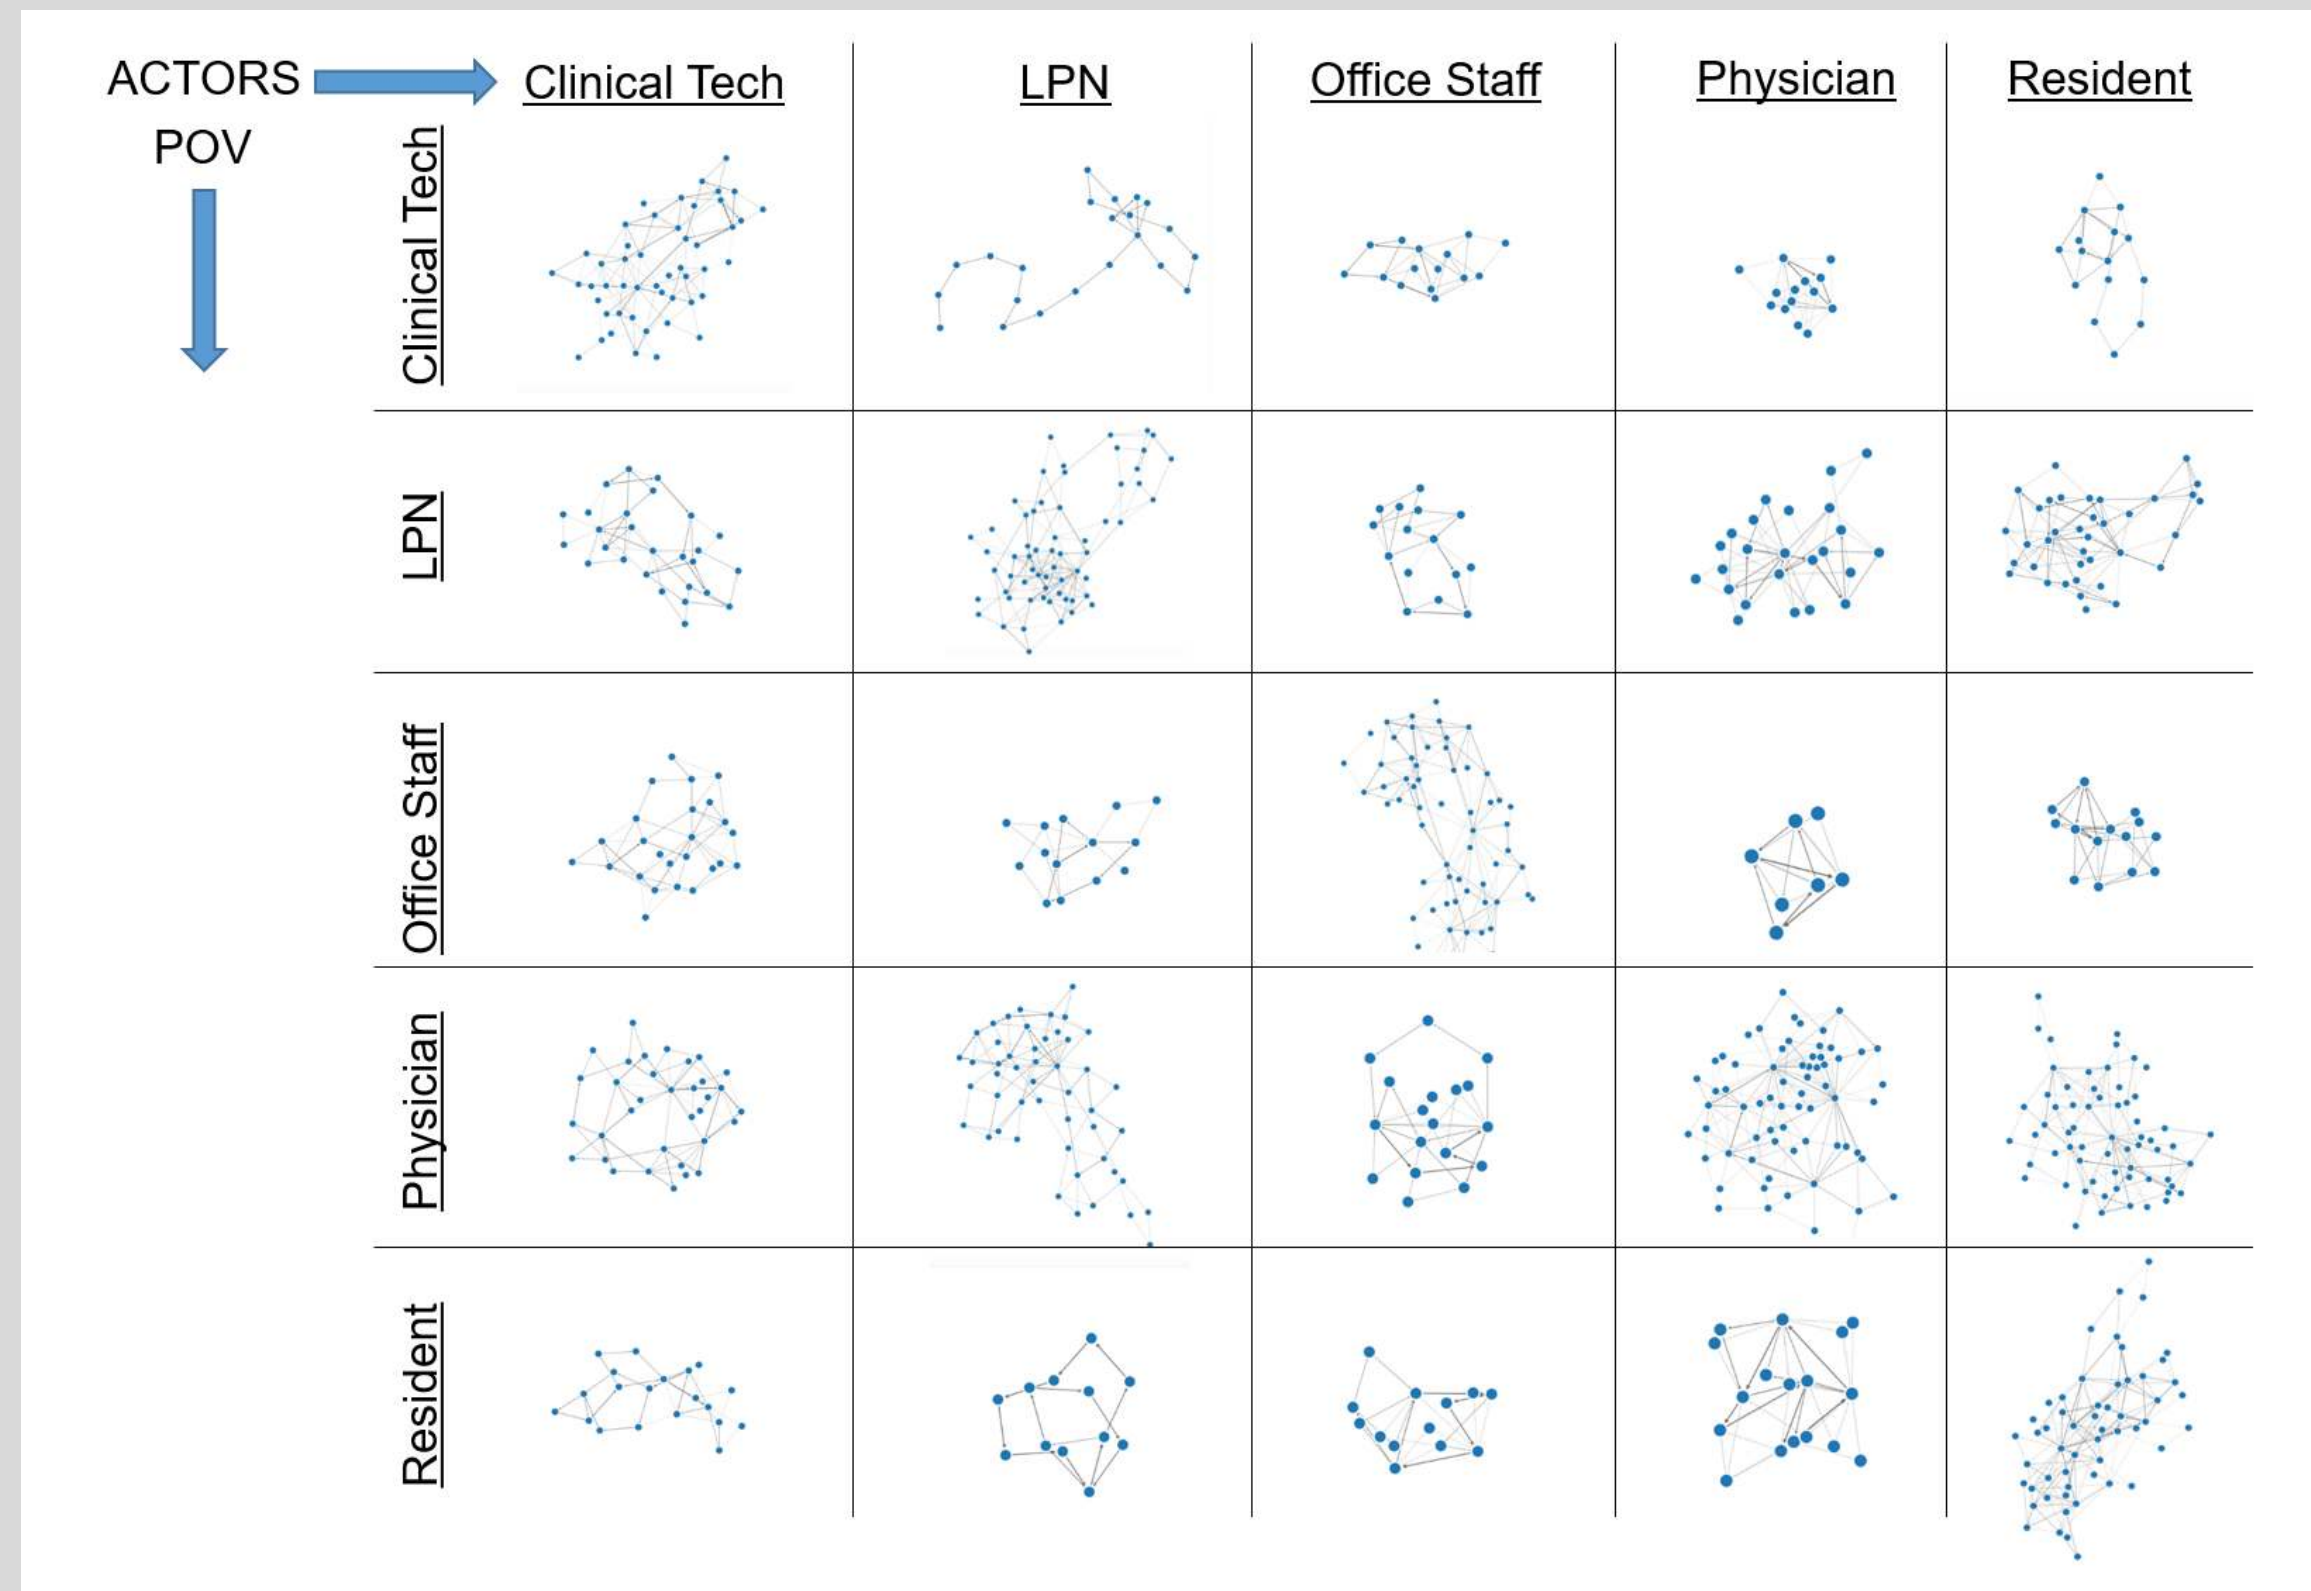 ACTORS
Clinical Tech
LPN
Office Staff
Physician
Resident
POV
Clinical Tech
LPN
Office Staff
Physician
Resident